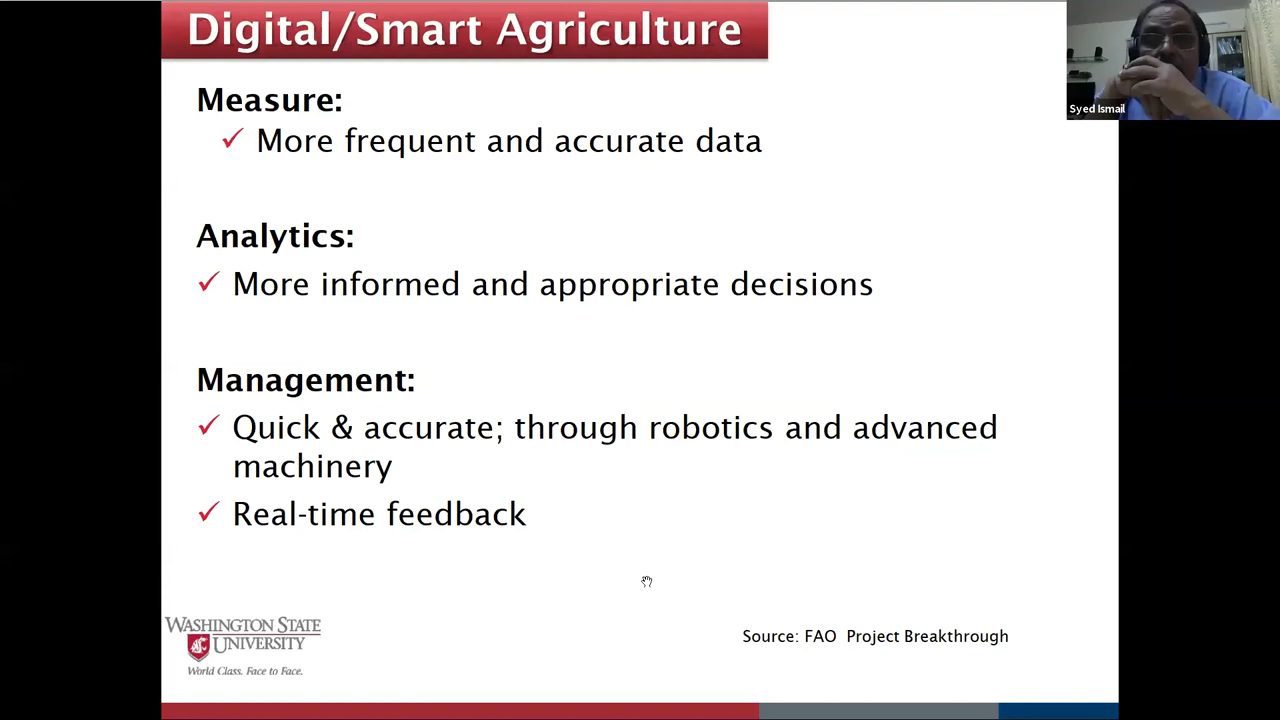 Digital/Smart Agriculture
Syed Ismail
Measure:
More frequent and accurate data
Analytics:
More informed and appropriate decisions
Management:
Quick & accurate; through robotics and advanced
machinery
Real-time feedback
WASHINGTON STATE
UNIVERSITY
World Class. Face to Face.
Source: FAO Project Breakthrough